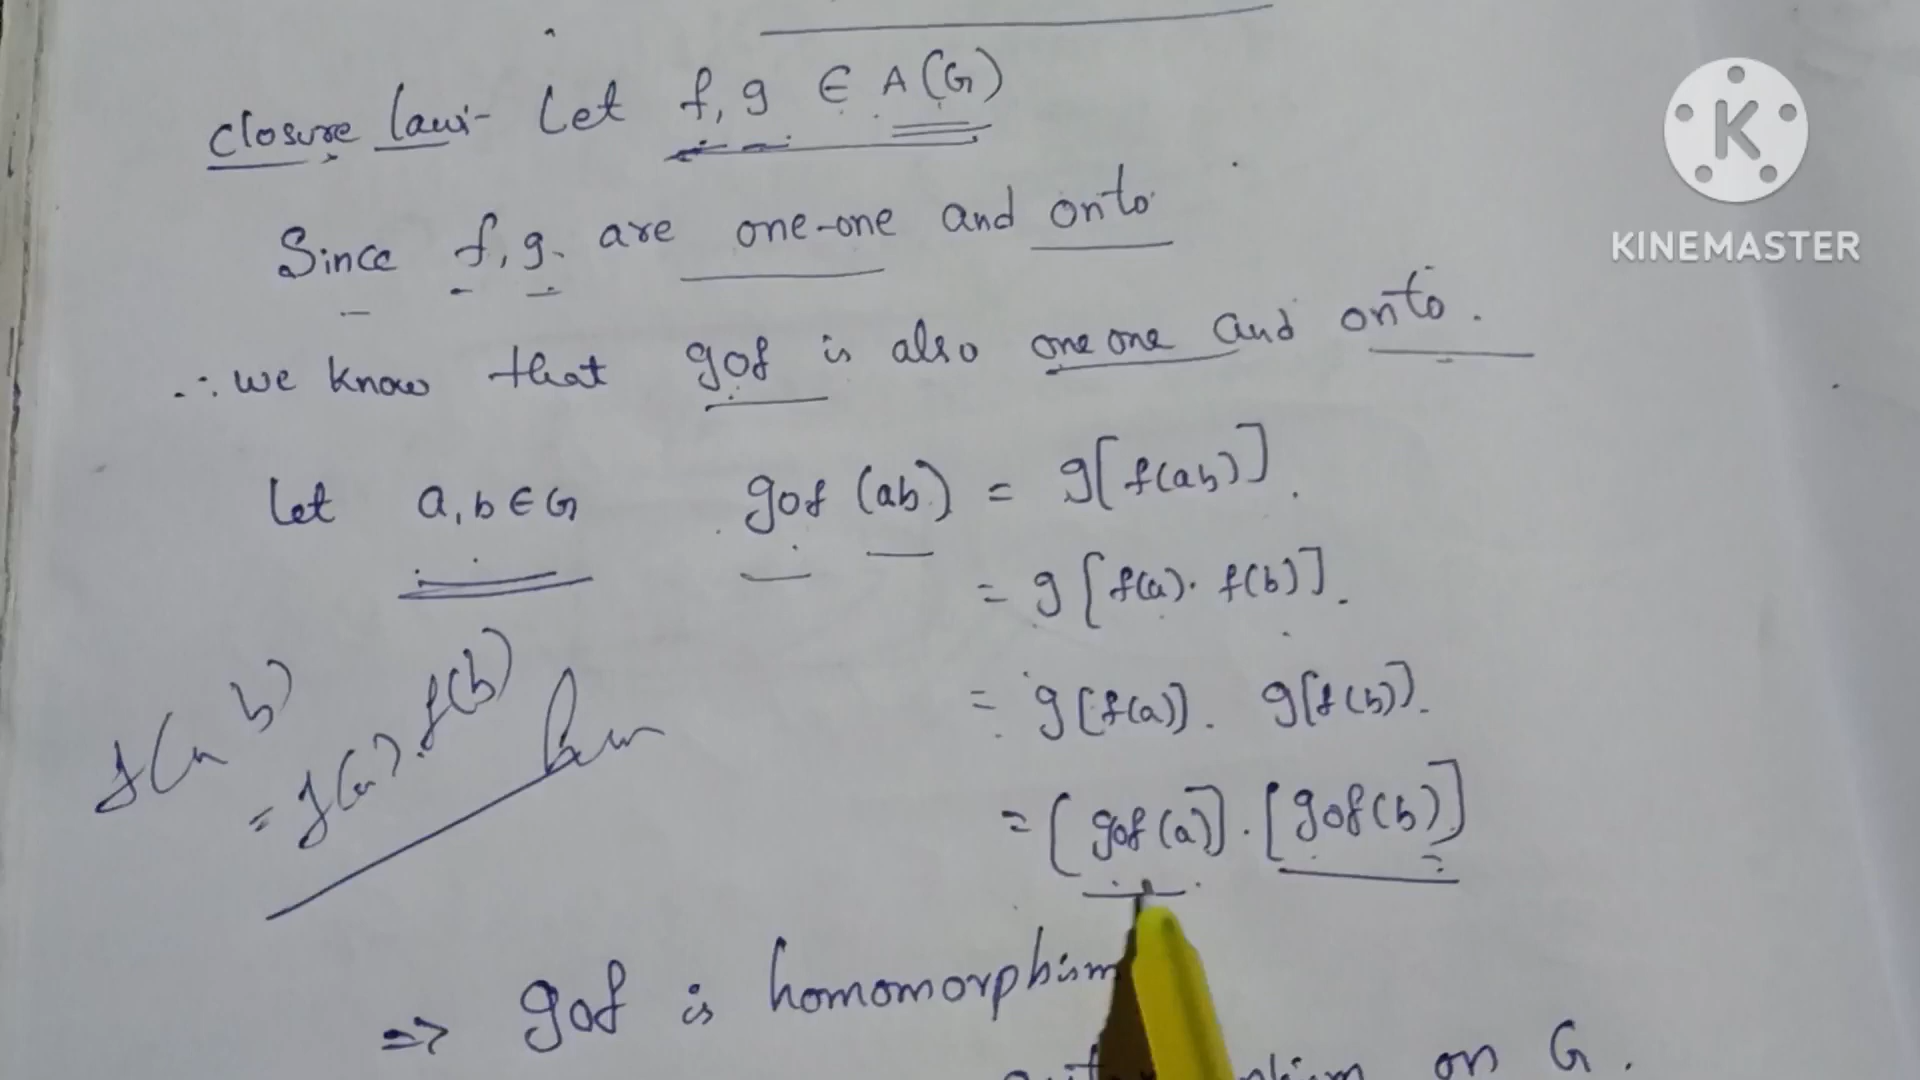 closure law:- Let f, g ∈ A(G)
Since f, g are one-one and onto
∴ we know that gof is also one one and onto.
Let a, b ∈ G gof (ab) = g[f(ab)].
= g[f(a). f(b)].
= g[f(a)]. g[f(b)].
= [gof(a)].[gof(b)]
f(a b)
= f(a). f(b)
⇒ gof is homomorphism
on G.
K
KINEMASTER